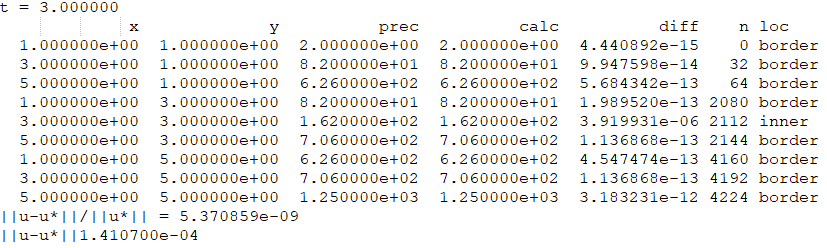 t = 3.000000
x y prec calc diff n loc
1.000000e+00 1.000000e+00 2.000000e+00 2.000000e+00 4.440892e-15 0 border
3.000000e+00 1.000000e+00 8.200000e+01 8.200000e+01 9.947598e-14 32 border
5.000000e+00 1.000000e+00 6.260000e+02 6.260000e+02 5.684342e-13 64 border
1.000000e+00 3.000000e+00 8.200000e+01 8.200000e+01 1.989520e-13 2080 border
3.000000e+00 3.000000e+00 1.620000e+02 1.620000e+02 3.919931e-06 2112 inner
5.000000e+00 3.000000e+00 7.060000e+02 7.060000e+02 1.136868e-13 2144 border
1.000000e+00 5.000000e+00 6.260000e+02 6.260000e+02 4.547474e-13 4160 border
3.000000e+00 5.000000e+00 7.060000e+02 7.060000e+02 1.136868e-13 4192 border
5.000000e+00 5.000000e+00 1.250000e+03 1.250000e+03 3.183231e-12 4224 border
||u-u*||/||u*|| = 5.370859e-09
||u-u*||1.410700e-04